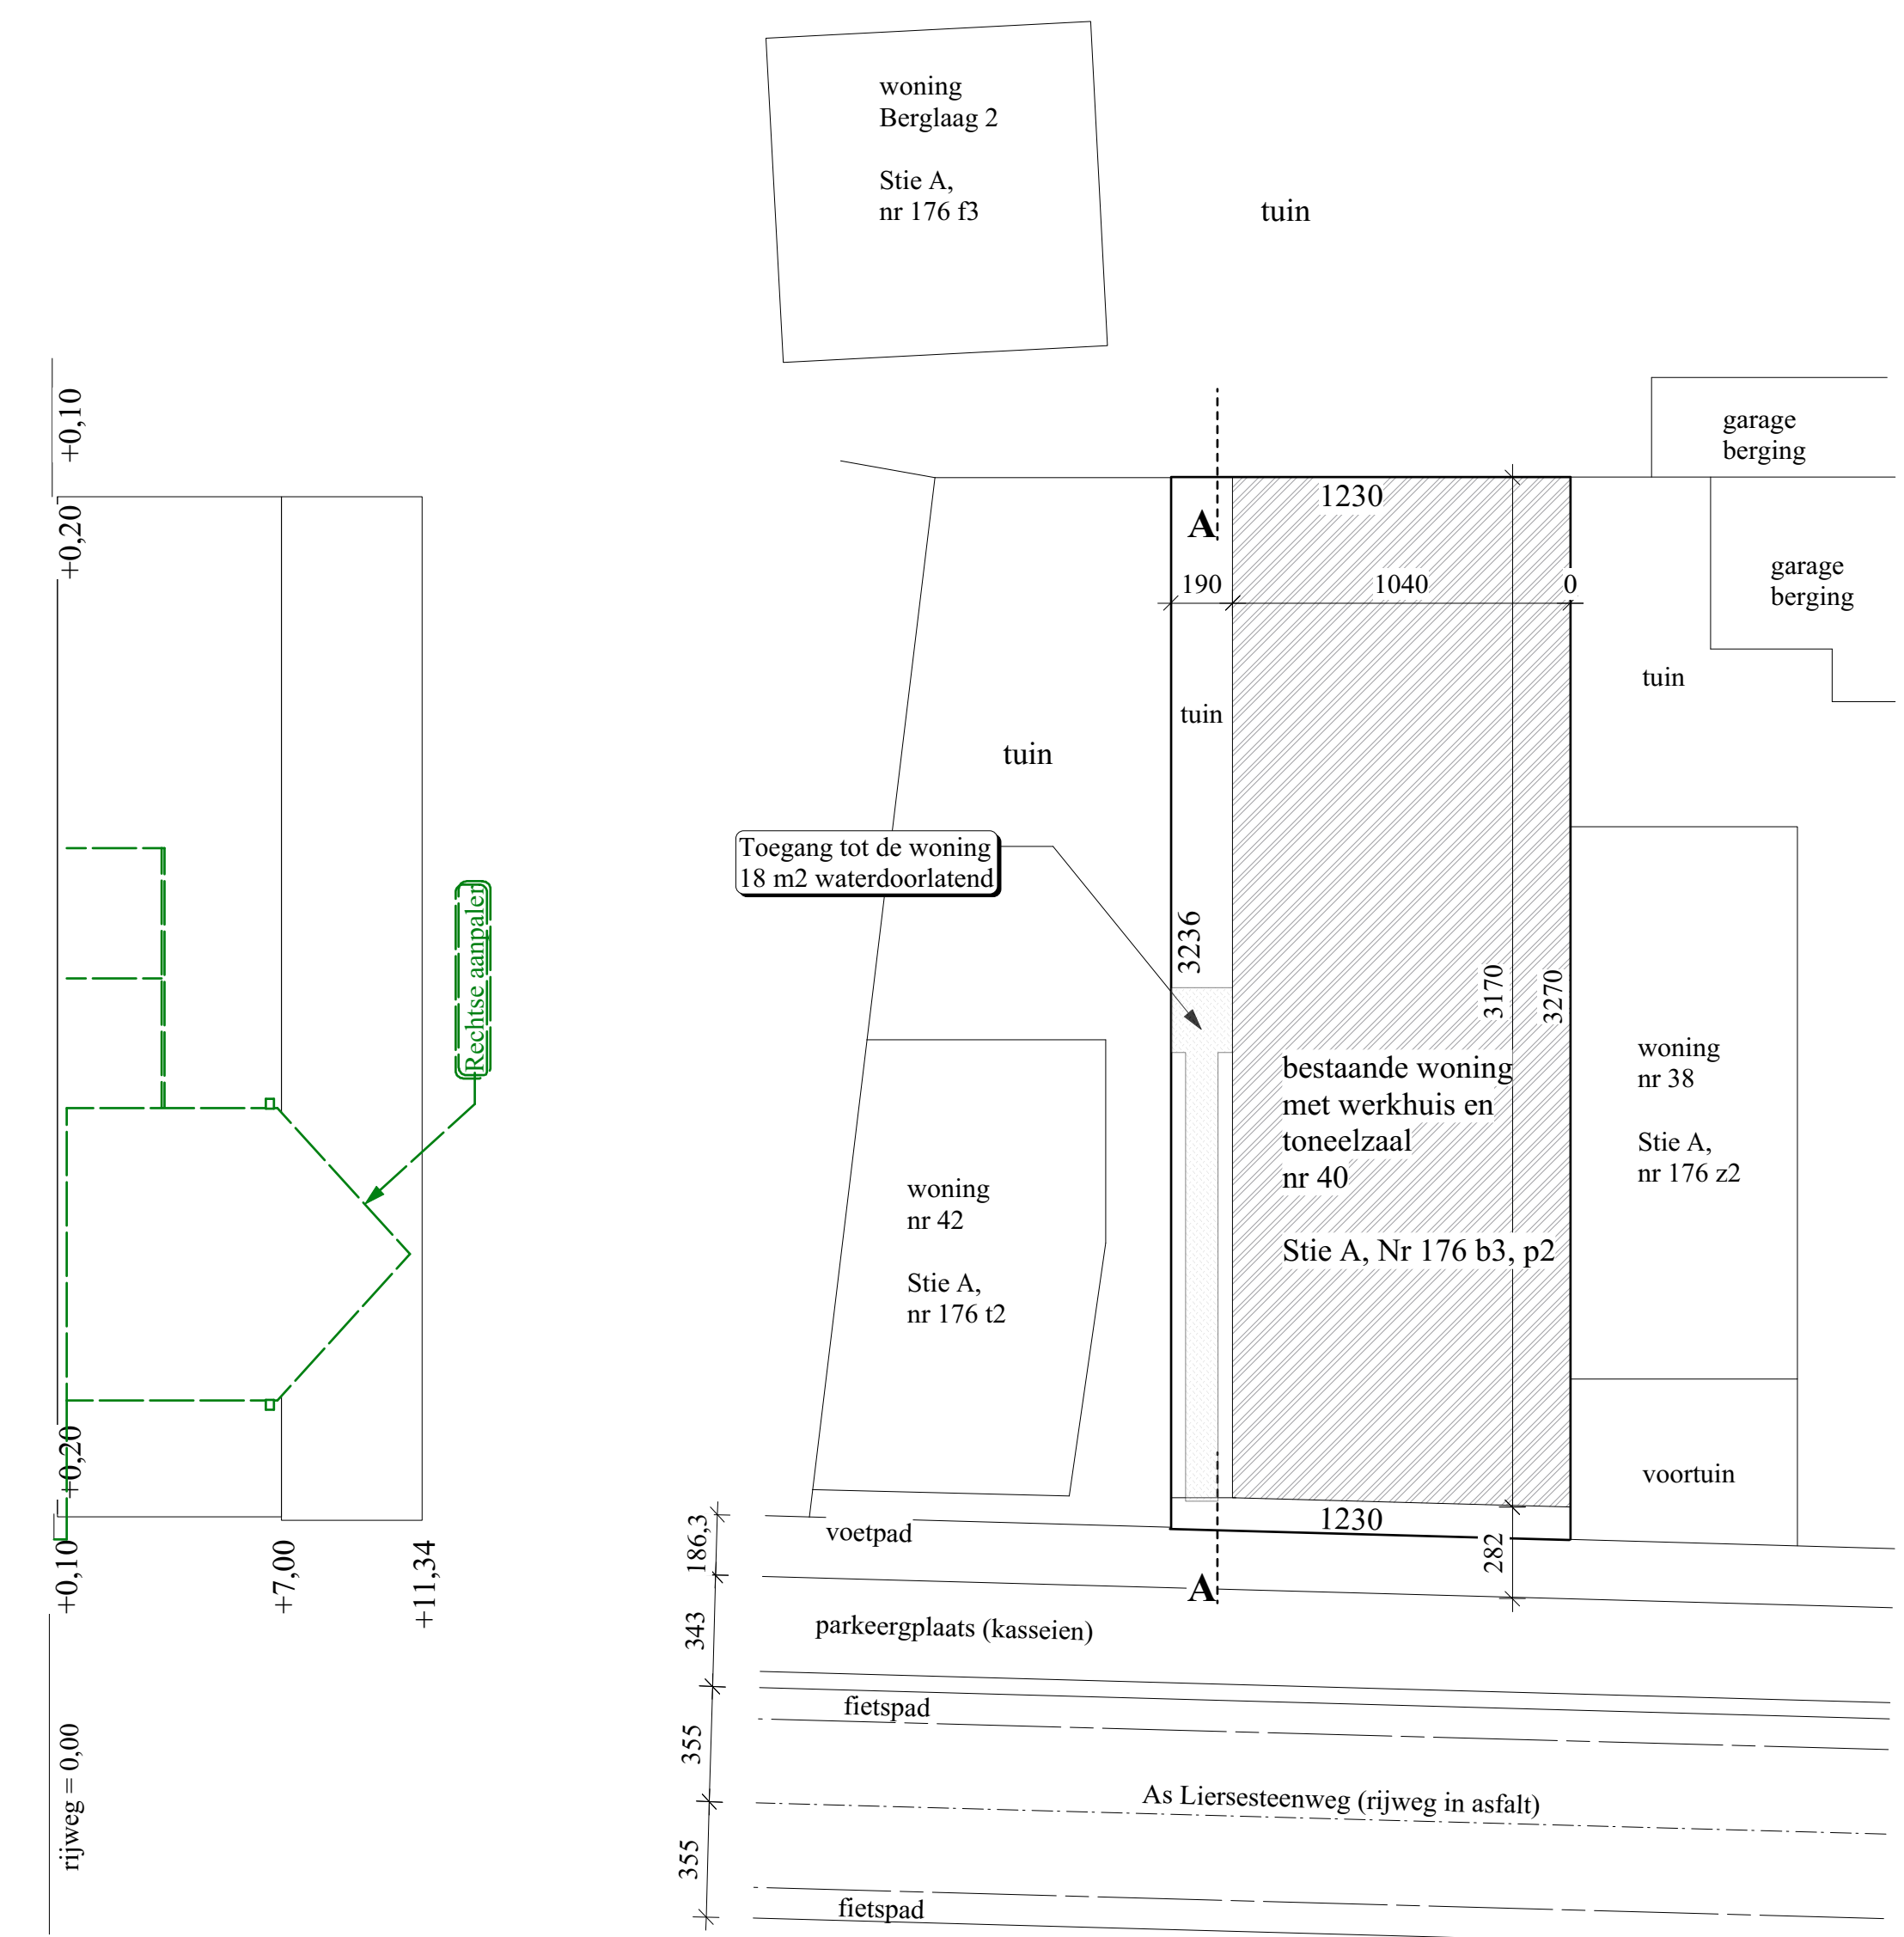 woning
Berglaag 2
Stie A,
nr 176 f3
tuin
garage
berging
+0,10
+0,20
1230
A
190
1040
0
garage
berging
tuin
tuin
tuin
Toegang tot de woning
18 m2 waterdoorlatend
Rechtse aanpaler
3236
3170
3270
bestaande woning
met werkhuis en
toneelzaal
nr 40
Stie A, Nr 176 b3, p2
woning
nr 38
Stie A,
nr 176 z2
woning
nr 42
Stie A,
nr 176 t2
voortuin
+0,20
+0,10
+7,00
+11,34
1230
282
186,3
voetpad
A
343
parkeergplaats (kasseien)
fietspad
355
As Liersesteenweg (rijweg in asfalt)
rijweg = 0,00
355
fietspad